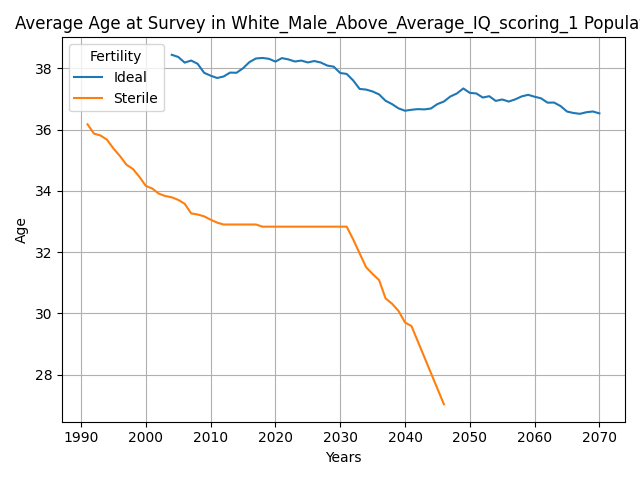 Average Age at Survey in White_Male_Above_Average_IQ_scoring_1 Popula
Fertility
Ideal
Sterile
Age
38
36
34
32
30
28
1990 2000 2010 2020 2030 2040 2050 2060 2070
Years